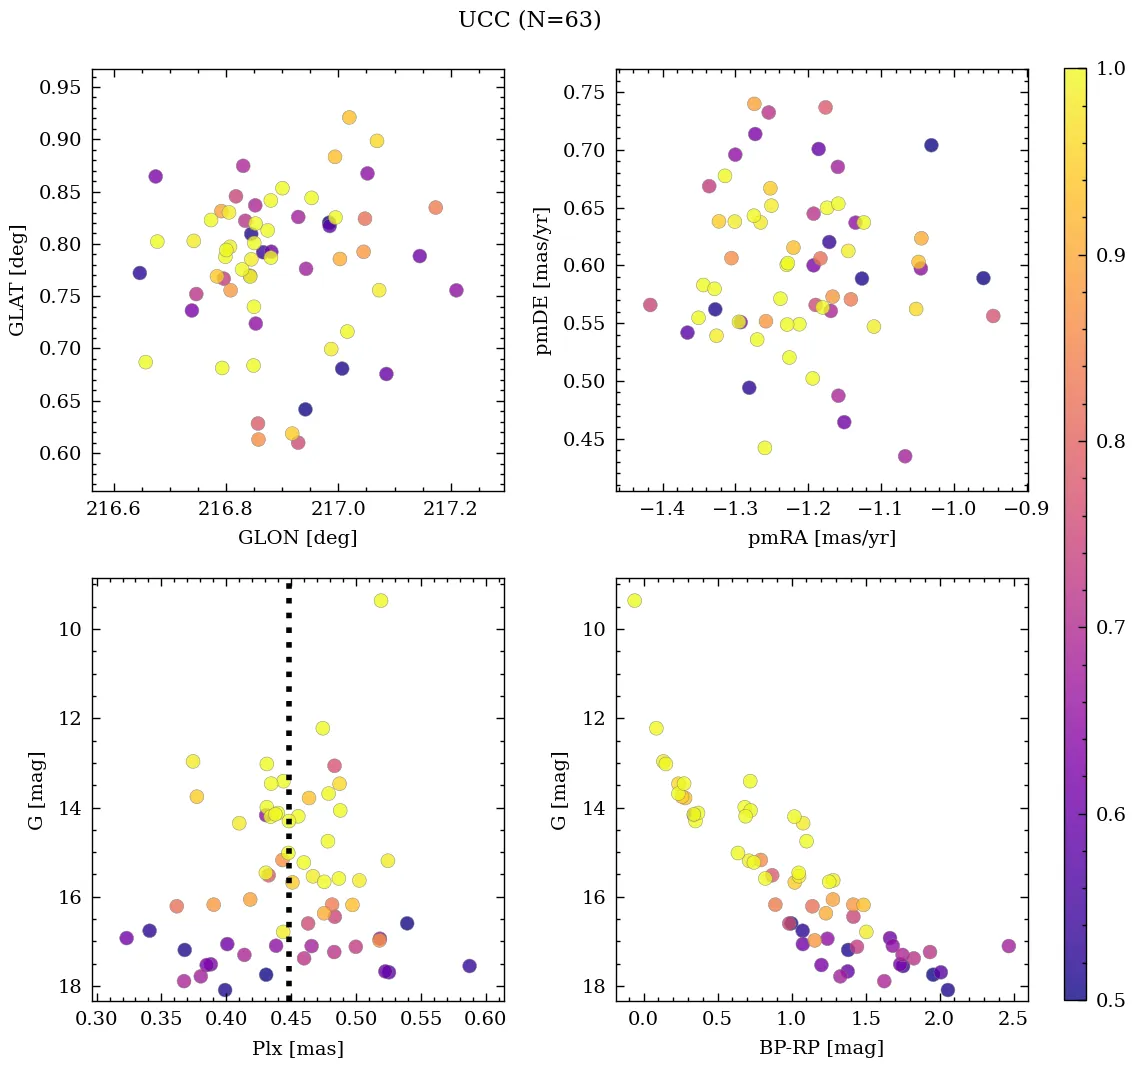 UCC (N=63)
0.95
0.90
0.85
0.80
0.75
0.70
0.65
0.60
GLAT [deg]
216.6 216.8 217.0 217.2
GLON [deg]
0.75
0.70
0.65
0.60
0.55
0.50
0.45
pmDE [mas/yr]
−1.4 −1.3 −1.2 −1.1 −1.0 −0.9
pmRA [mas/yr]
10
12
14
16
18
G [mag]
0.30 0.35 0.40 0.45 0.50 0.55 0.60
Plx [mas]
10
12
14
16
18
G [mag]
0.0 0.5 1.0 1.5 2.0 2.5
BP-RP [mag]
1.0
0.9
0.8
0.7
0.6
0.5